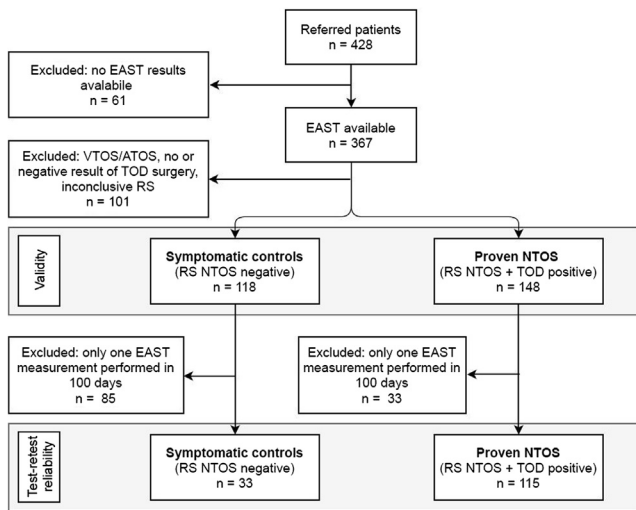 Referred patients
n = 428
Excluded: no EAST results
avalabile
n = 61
EAST available
n = 367
Excluded: VTOS/ATOS, no or
negative result of TOD surgery,
inconclusive RS
n = 101
Validity
Symptomatic controls
(RS NTOS negative)
n = 118
Proven NTOS
(RS NTOS + TOD positive)
n = 148
Excluded: only one EAST
measurement performed in
100 days
n = 85
Excluded: only one EAST
measurement performed in
100 days
n = 33
Test-retest
reliability
Symptomatic controls
(RS NTOS negative)
n = 33
Proven NTOS
(RS NTOS + TOD positive)
n = 115